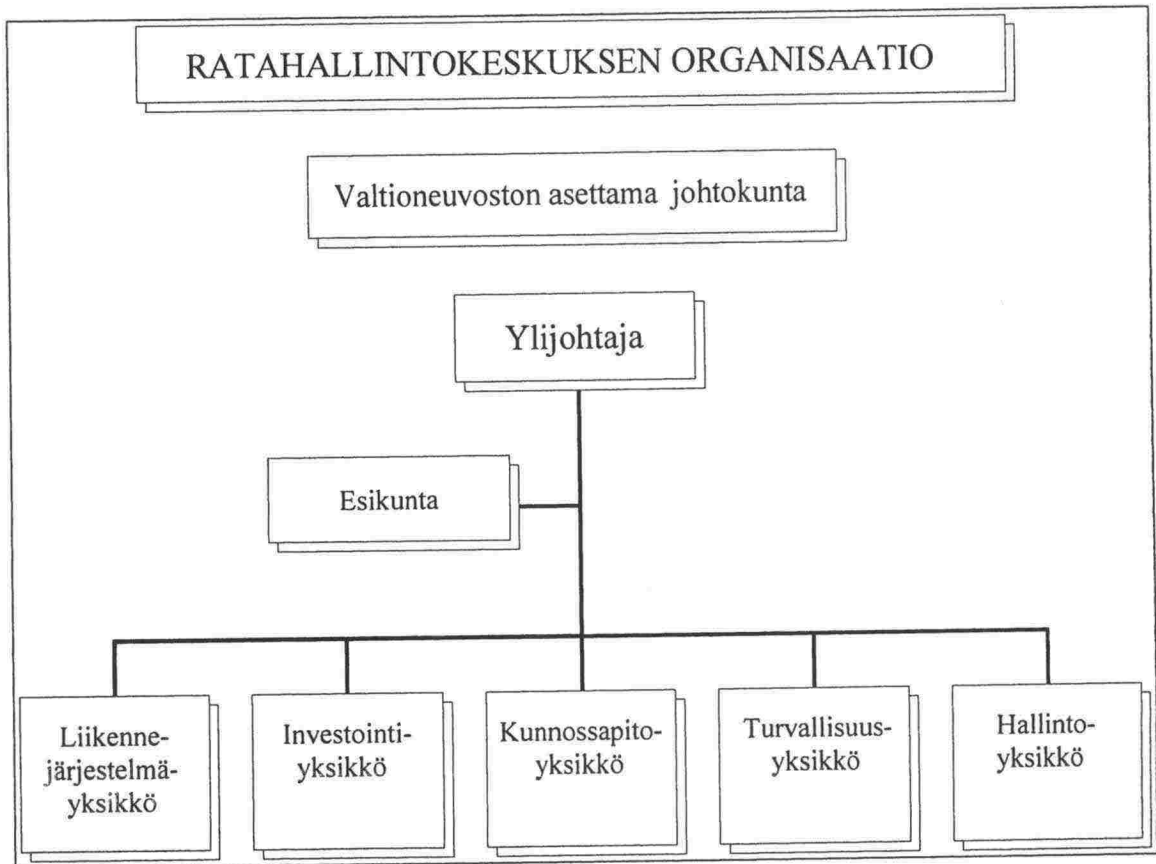 RATAHALLINTOKESKUKSEN ORGANISAATIO
Valtioneuvoston asettama johtokunta
Ylijohtaja
Esikunta
Liikenne-
järjestelmä-
yksikkö
Investointi-
yksikkö
Kunnossapito-
yksikkö
Turvallisuus-
yksikkö
Hallinto-
yksikkö